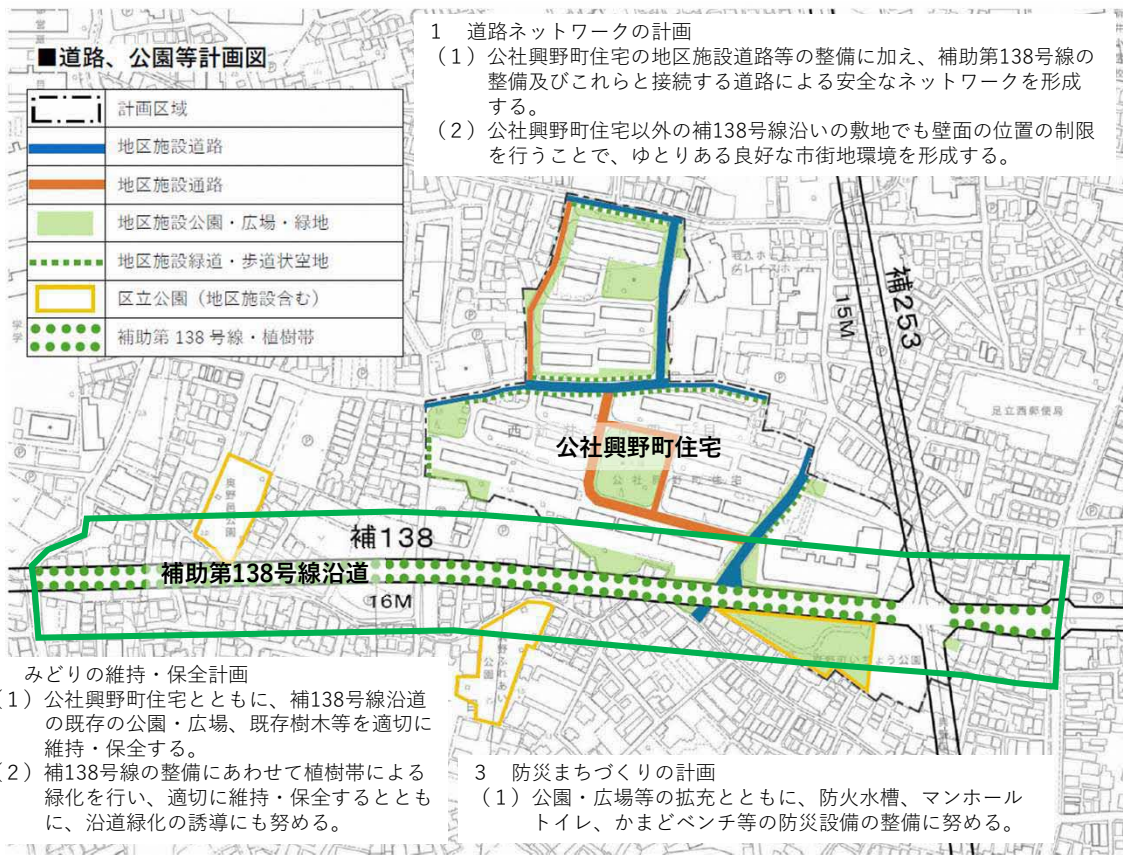 ■道路、公園等計画図
計画区域
地区施設道路
地区施設通路
地区施設公園・広場・緑地
地区施設緑道・歩道状空地
区立公園（地区施設含む）
補助第 138 号線・植樹帯
1　道路ネットワークの計画
（1）公社興野町住宅の地区施設道路等の整備に加え、補助第138号線の
整備及びこれらと接続する道路による安全なネットワークを形成
する。
（2）公社興野町住宅以外の補138号線沿いの敷地でも壁面の位置の制限
を行うことで、ゆとりある良好な市街地環境を形成する。
補253
15M
足立西郵便局
公社興野町住宅
公社興野町住宅
興野邑公園
補138
補助第138号線沿道
16M
みどりの維持・保全計画
（1）公社興野町住宅とともに、補138号線沿道
の既存の公園・広場、既存樹木等を適切に
維持・保全する。
（2）補138号線の整備にあわせて植樹帯による
緑化を行い、適切に維持・保全するととも
に、沿道緑化の誘導にも努める。
3　防災まちづくりの計画
（1）公園・広場等の拡充とともに、防火水槽、マンホール
トイレ、かまどベンチ等の防災設備の整備に努める。